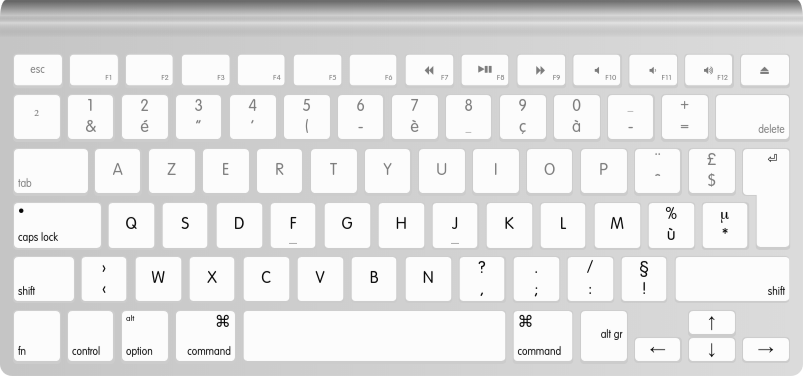 esc F1 F2 F3 F4 F5 F6 F7 F8 F9 F10 F11 F12
2 1 2 3 4 5 6 7 8 9 0 _ +
& é " ' ( - è _ ç à - = delete
tab A Z E R T Y U I O P ¨ £
^ $
Q S D F G H J K L M % µ
caps lock _ _ ù *
› W X C V B N ? . / §
shift ‹ , ; : ! shift
alt ⌘ ⌘ alt gr ↑
fn control option command command ← ↓ →